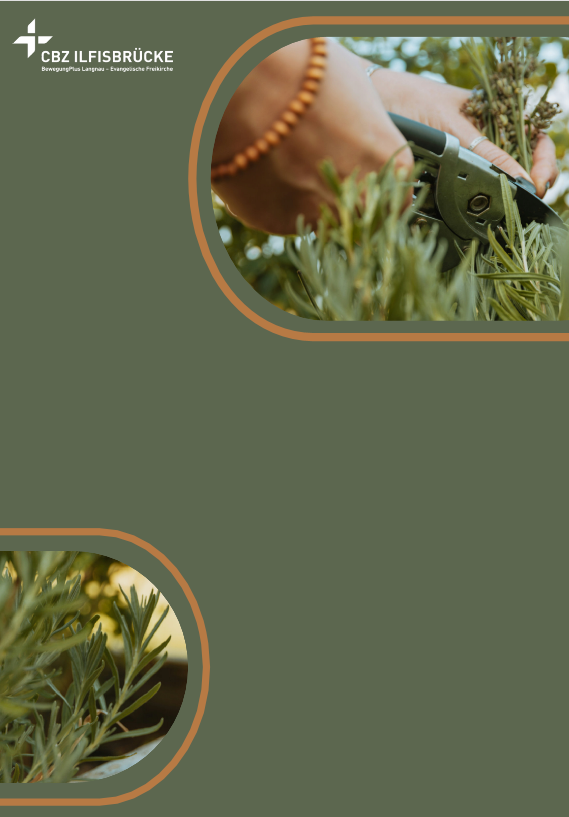 CBZ ILFISBRÜCKE
BewegungPlus Langnau – Evangelische Freikirche